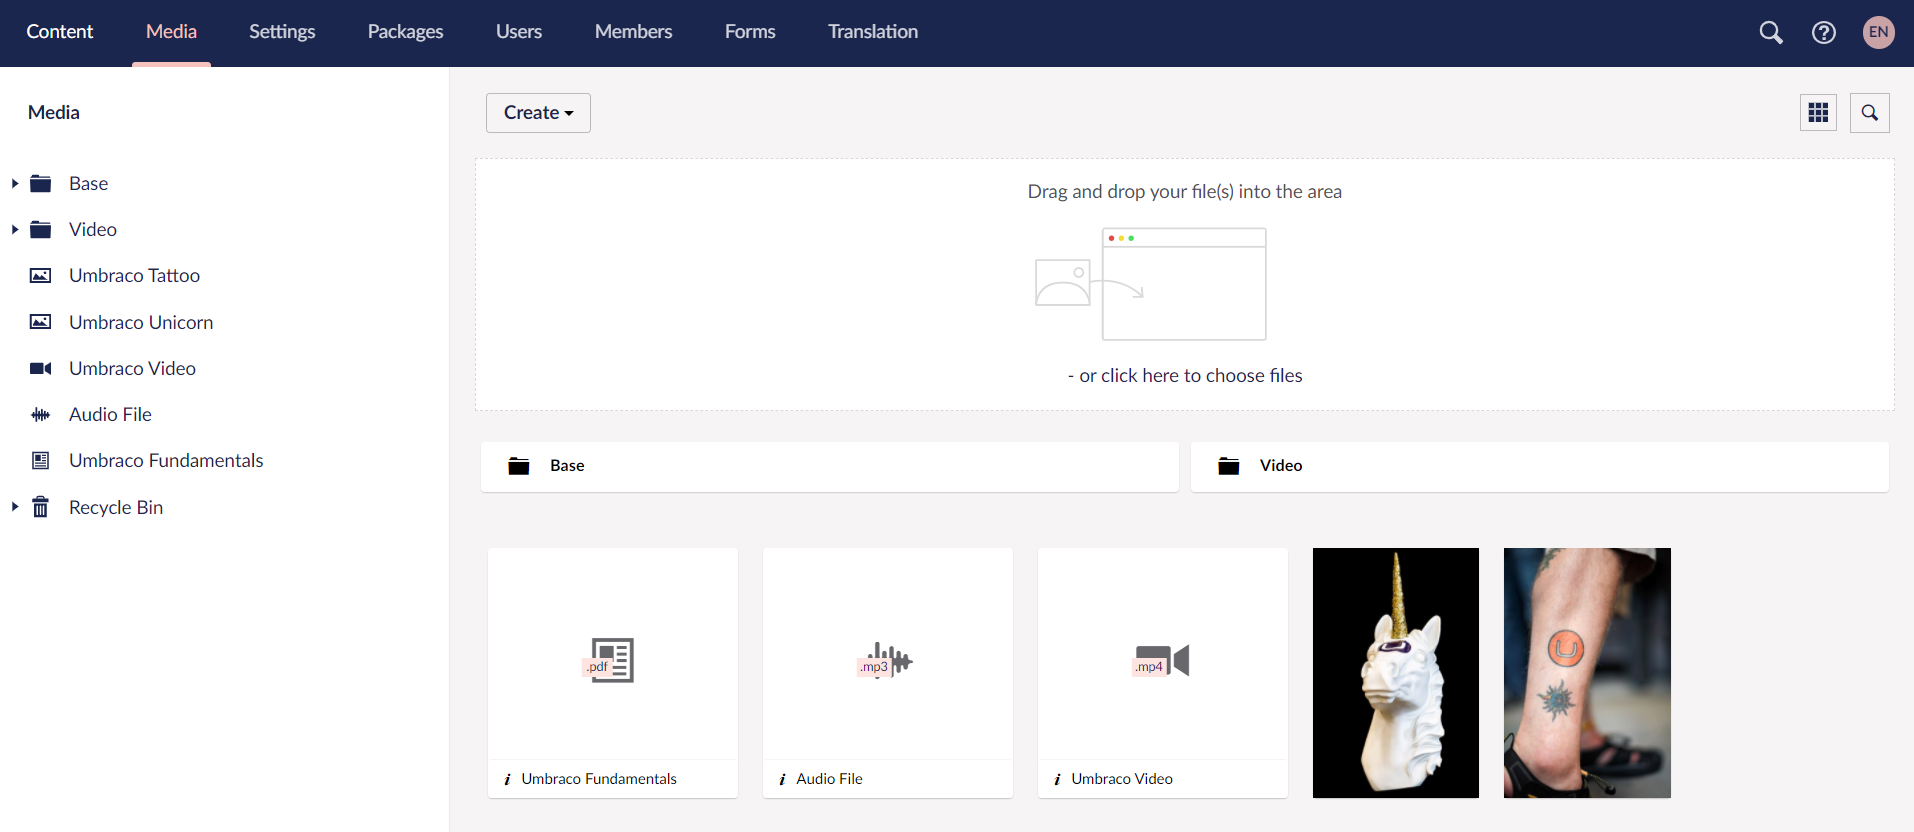 Content Media Settings Packages Users Members Forms Translation EN
Media
Base
Video
Umbraco Tattoo
Umbraco Unicorn
Umbraco Video
Audio File
Umbraco Fundamentals
Recycle Bin
Create
Drag and drop your file(s) into the area
- or click here to choose files
Base
Video
.pdf
Umbraco Fundamentals
.mp3
Audio File
.mp4
Umbraco Video